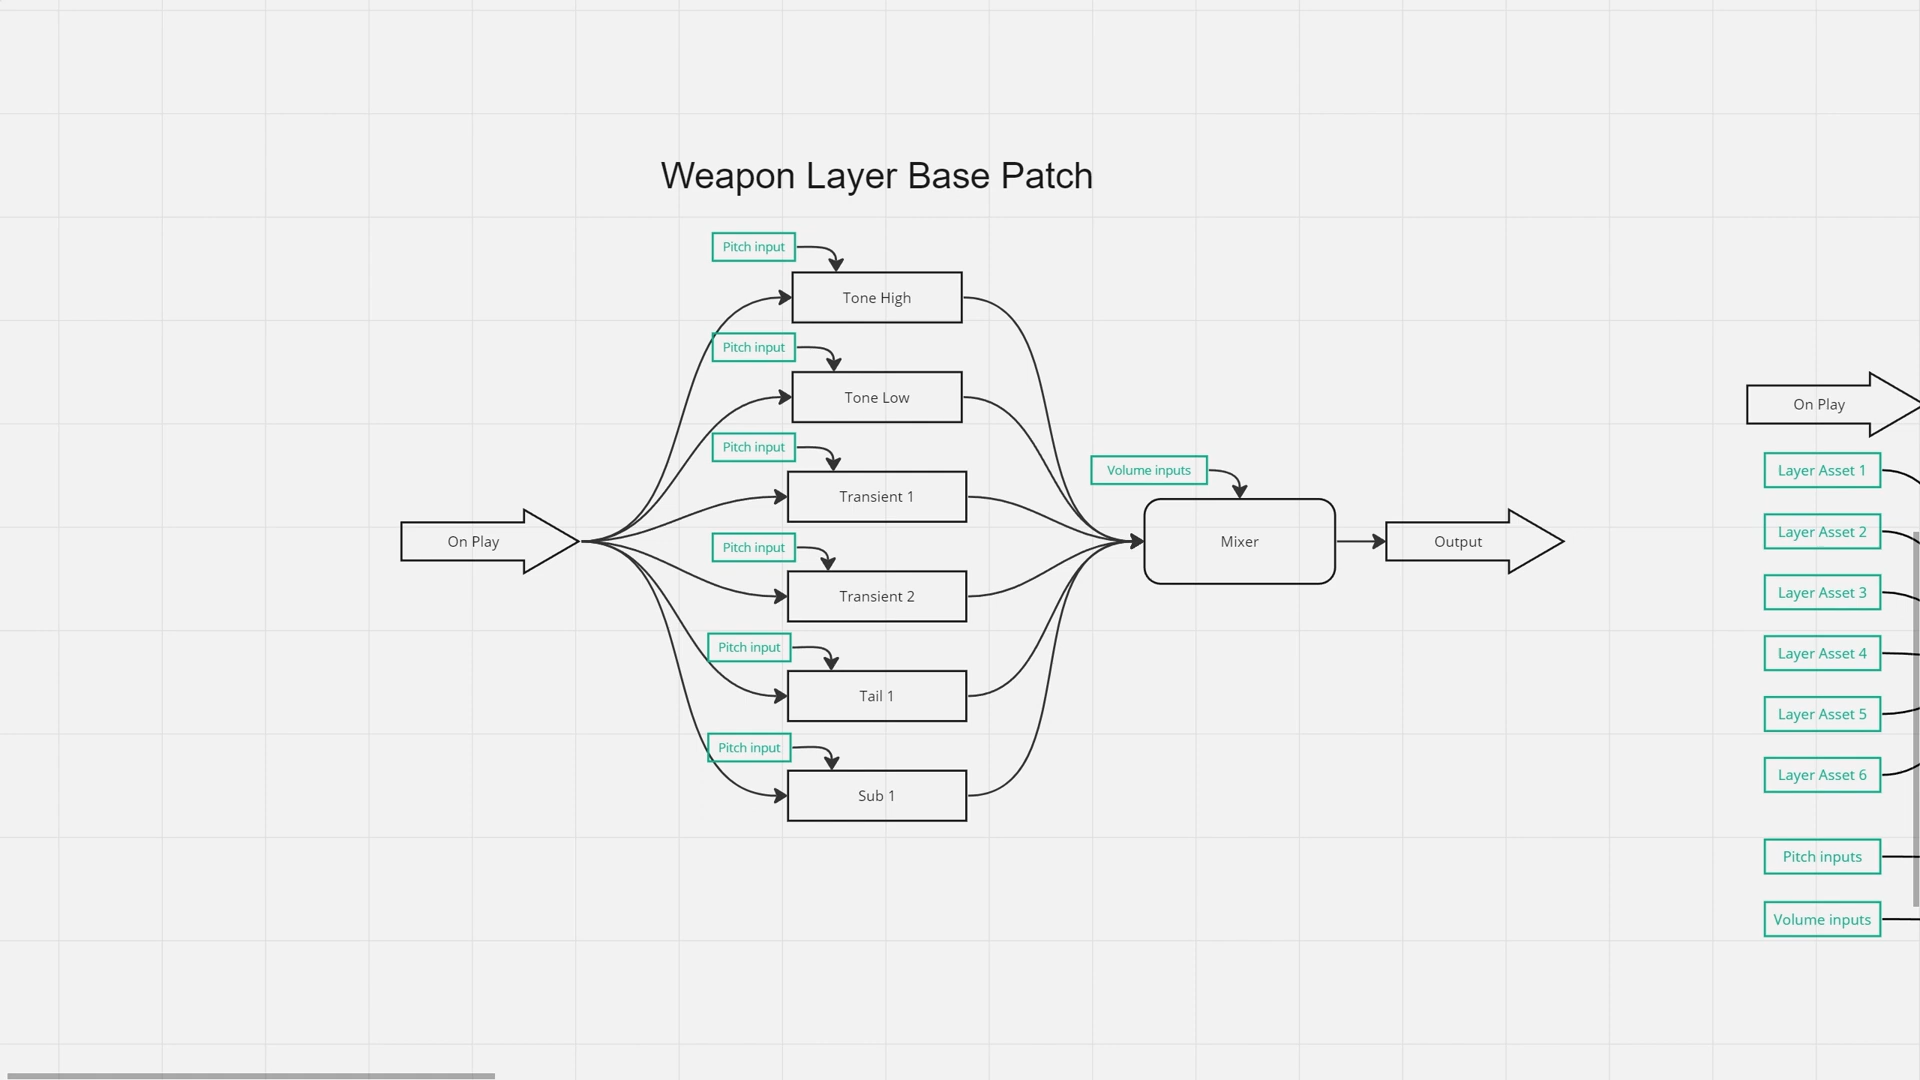 Weapon Layer Base Patch
Pitch input
Tone High
Pitch input
Tone Low
Pitch input
Transient 1
Pitch input
Transient 2
Pitch input
Tail 1
Pitch input
Sub 1
On Play
Volume inputs
Mixer
Output
On Play
Layer Asset 1
Layer Asset 2
Layer Asset 3
Layer Asset 4
Layer Asset 5
Layer Asset 6
Pitch inputs
Volume inputs